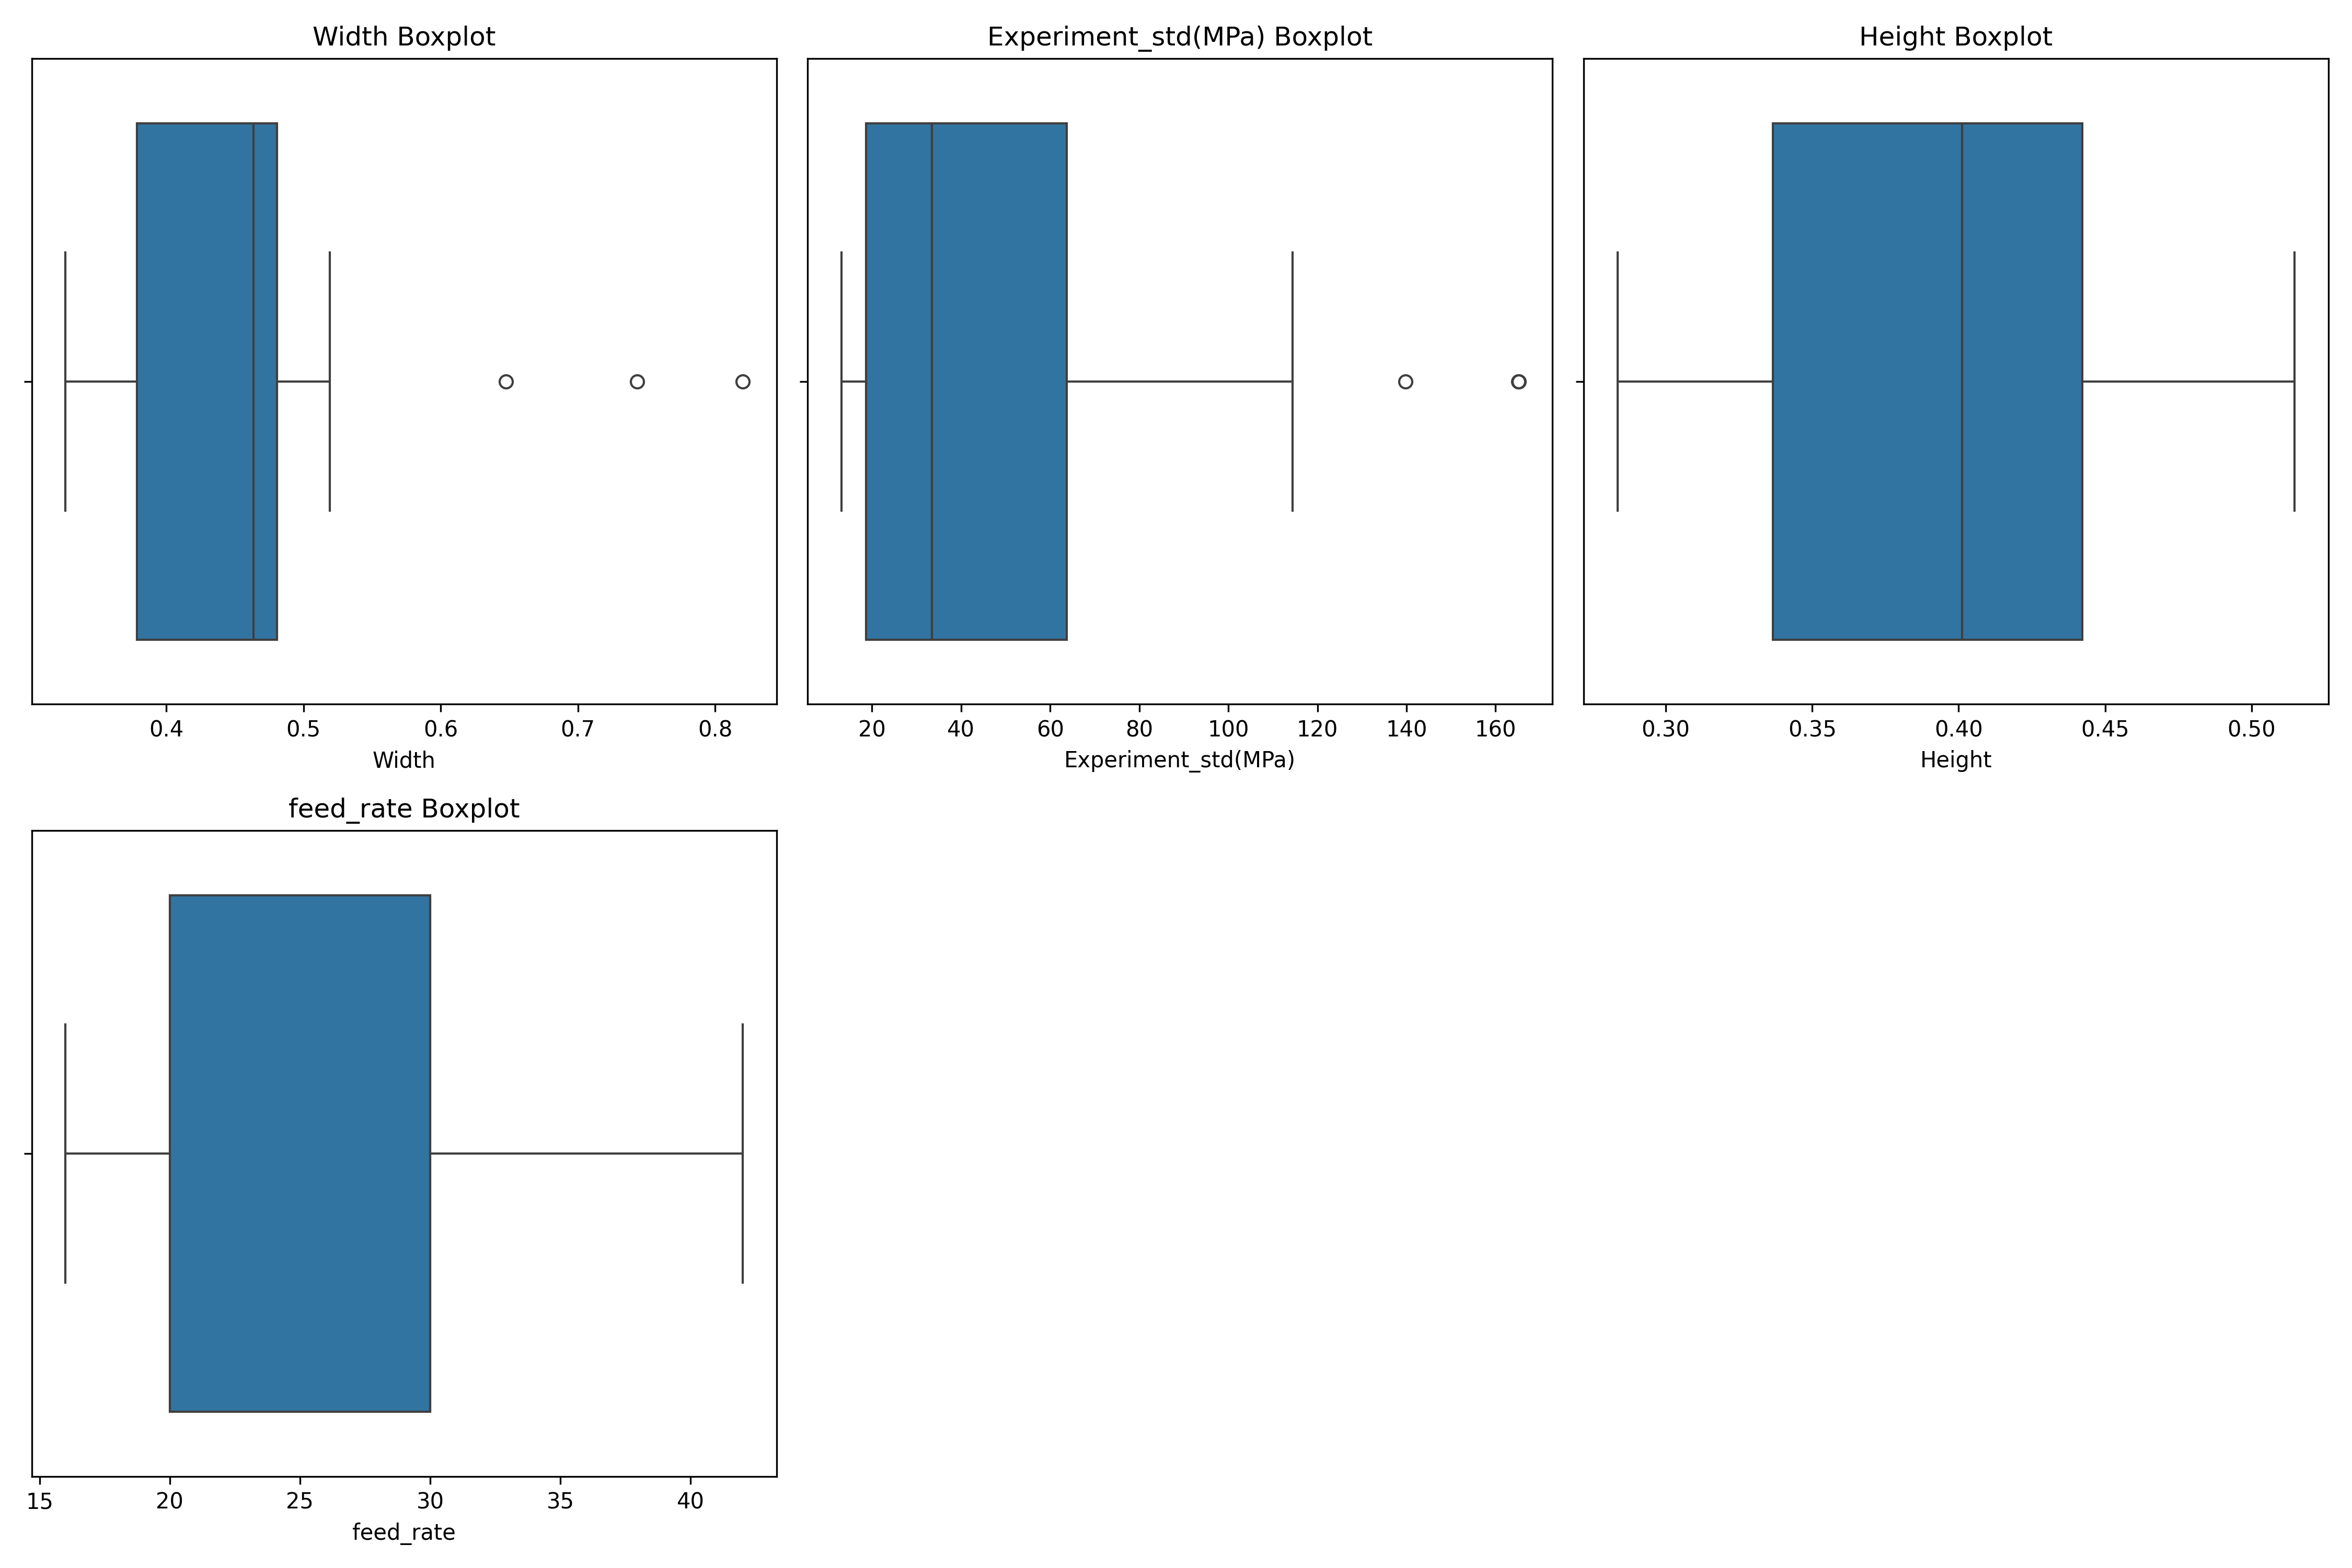 Width Boxplot
0.4 0.5 0.6 0.7 0.8
Width
Experiment_std(MPa) Boxplot
20 40 60 80 100 120 140 160
Experiment_std(MPa)
Height Boxplot
0.30 0.35 0.40 0.45 0.50
Height
feed_rate Boxplot
15 20 25 30 35 40
feed_rate